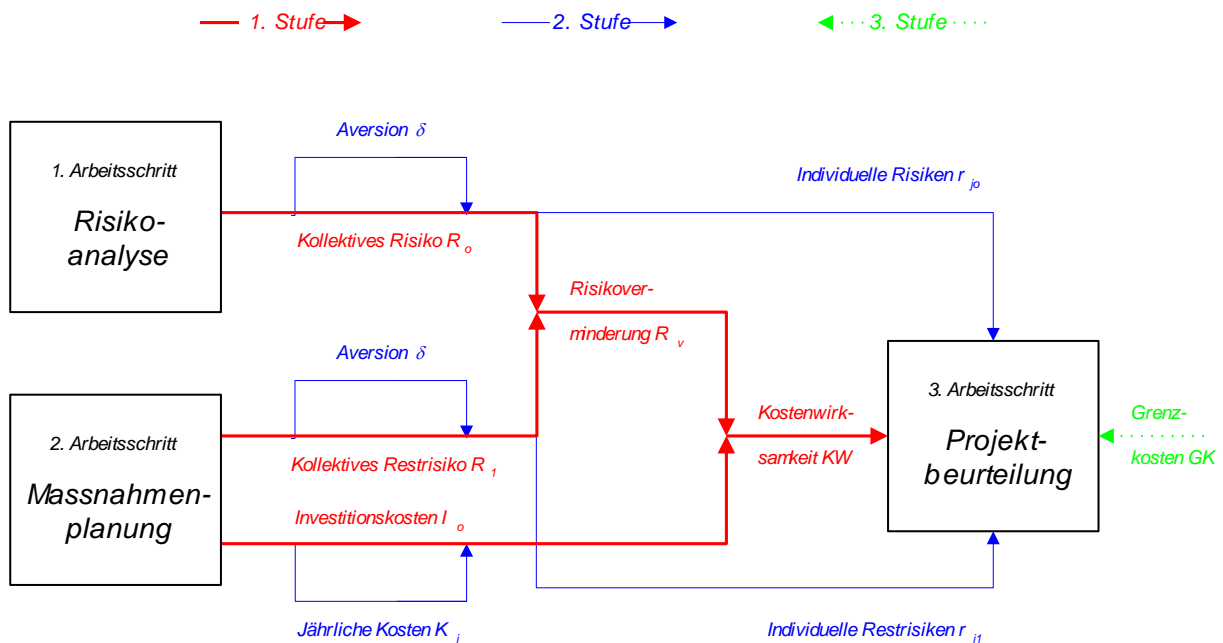 1. Stufe
2. Stufe
3. Stufe
Aversion δ
1. Arbeitsschritt
Risiko-
analyse
Individuelle Risiken r jo
Kollektives Risiko R o
Risikover-
minderung R v
Aversion δ
3. Arbeitsschritt
Projekt-
beurteilung
Kostenwirk-
samkeit KW
Grenz-
kosten GK
2. Arbeitsschritt
Massnahmen-
planung
Kollektives Restrisiko R 1
Investitionskosten I o
Jährliche Kosten K j
Individuelle Restrisiken r j1